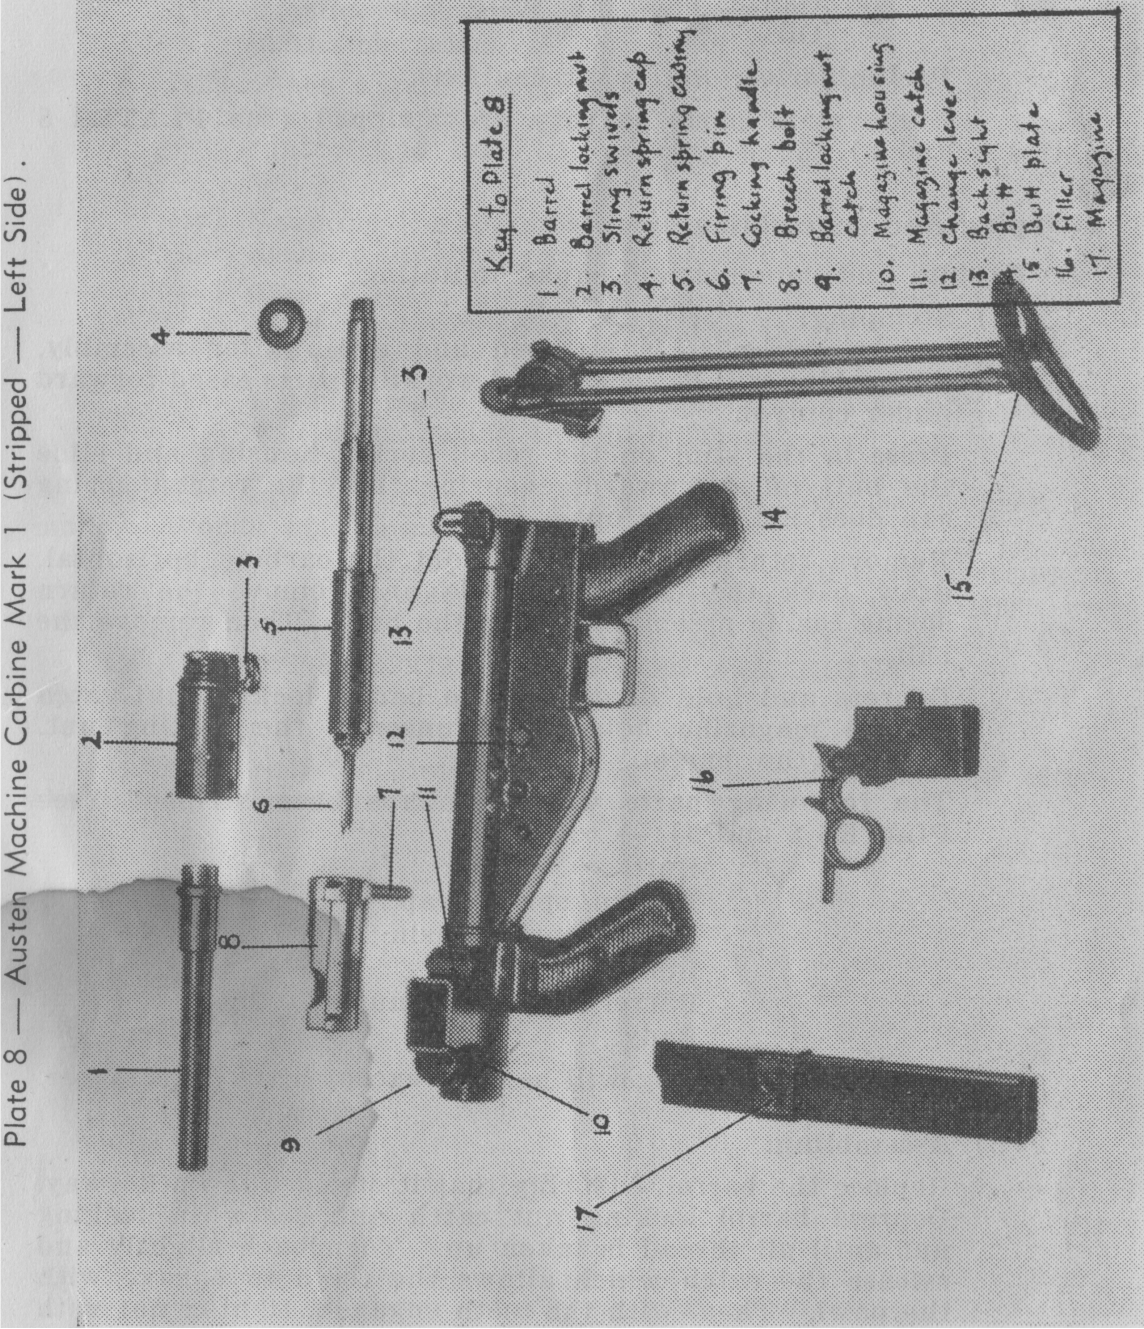 Plate 8 — Austen Machine Carbine Mark 1 (Stripped — Left Side).
Key to Plate 8
1. Barrel
2. Barrel locking nut
3. Sling swivels
4. Return spring cap
5. Return spring casing
6. Firing pin
7. Cocking handle
8. Breech bolt
9. Barrel locking nut
catch
10. Magazine housing
11. Magazine catch
12. Change lever
13. Back sight
14. Butt
15. Butt plate
16. Filler
17. Magazine
1
2
3
4
5
6
7
8
9
10
11
12
13
3
14
15
16
17